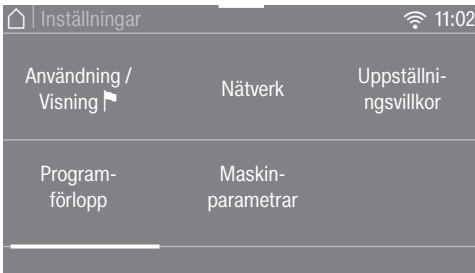 Inställningar
11:02
Användning /
Visning
Nätverk
Uppställni-
ngsvillkor
Program-
förlopp
Maskin-
parametrar